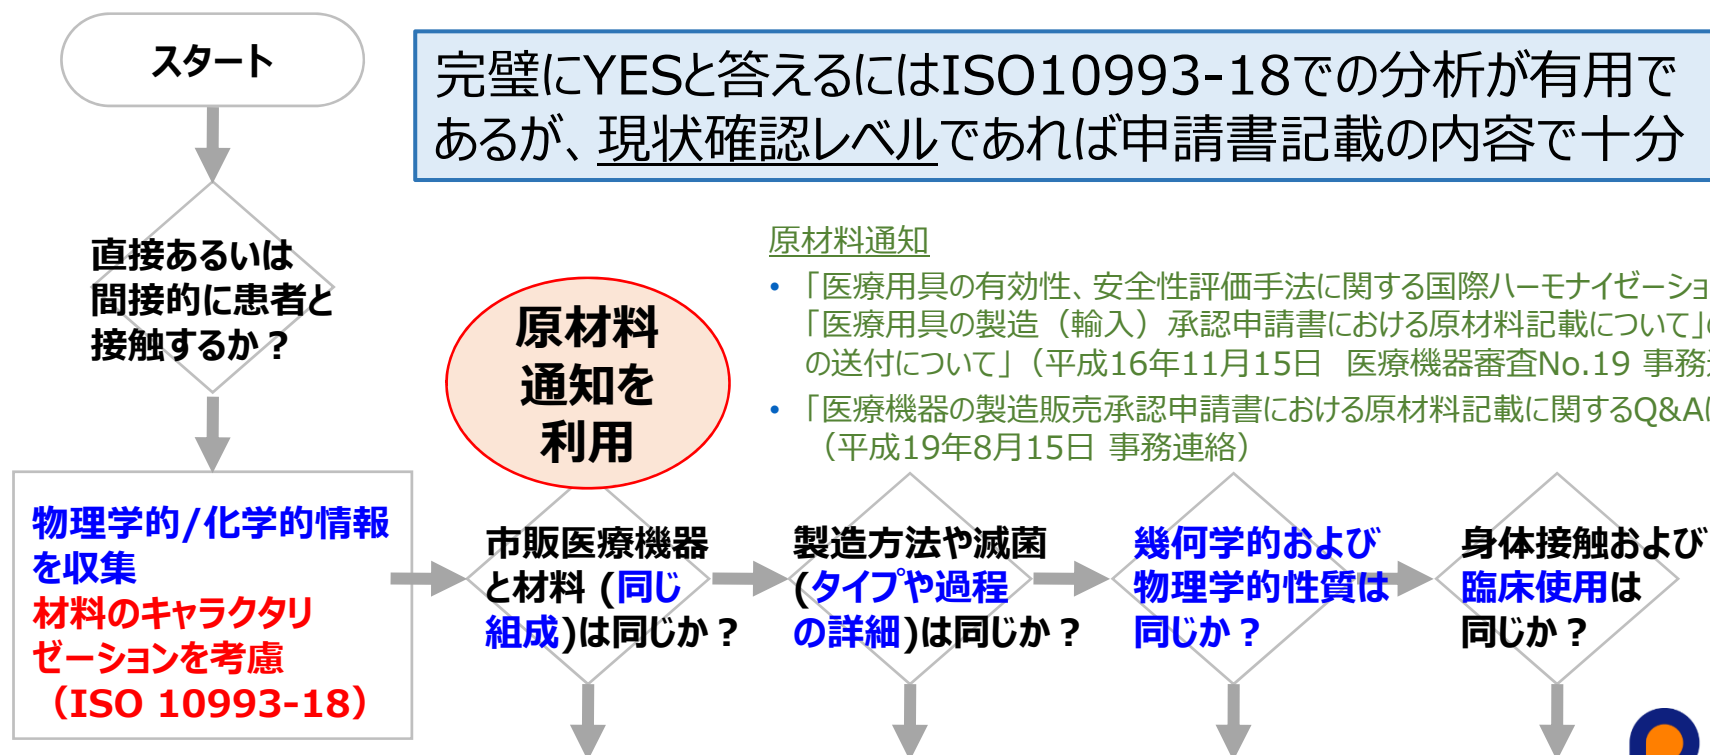 スタート
完璧にYESと答えるにはISO10993-18での分析が有用で
あるが、現状確認レベルであれば申請書記載の内容で十分
直接あるいは
間接的に患者と
接触するか？
原材料
通知を
利用
原材料通知
• 「医療用具の有効性、安全性評価手法に関する国際ハーモナイゼーショ
「医療用具の製造（輸入）承認申請書における原材料記載について」
の送付について」（平成16年11月15日 医療機器審査No.19 事務
• 「医療機器の製造販売承認申請書における原材料記載に関するQ&A
（平成19年8月15日 事務連絡）
物理学的/化学的情報
を収集
材料のキャラクタリ
ゼーションを考慮
（ISO 10993-18）
市販医療機器
と材料 (同じ
組成)は同じか？
製造方法や滅菌
(タイプや過程
の詳細)は同じか？
幾何学的および
物理学的性質は
同じか？
身体接触および
臨床使用は
同じか？